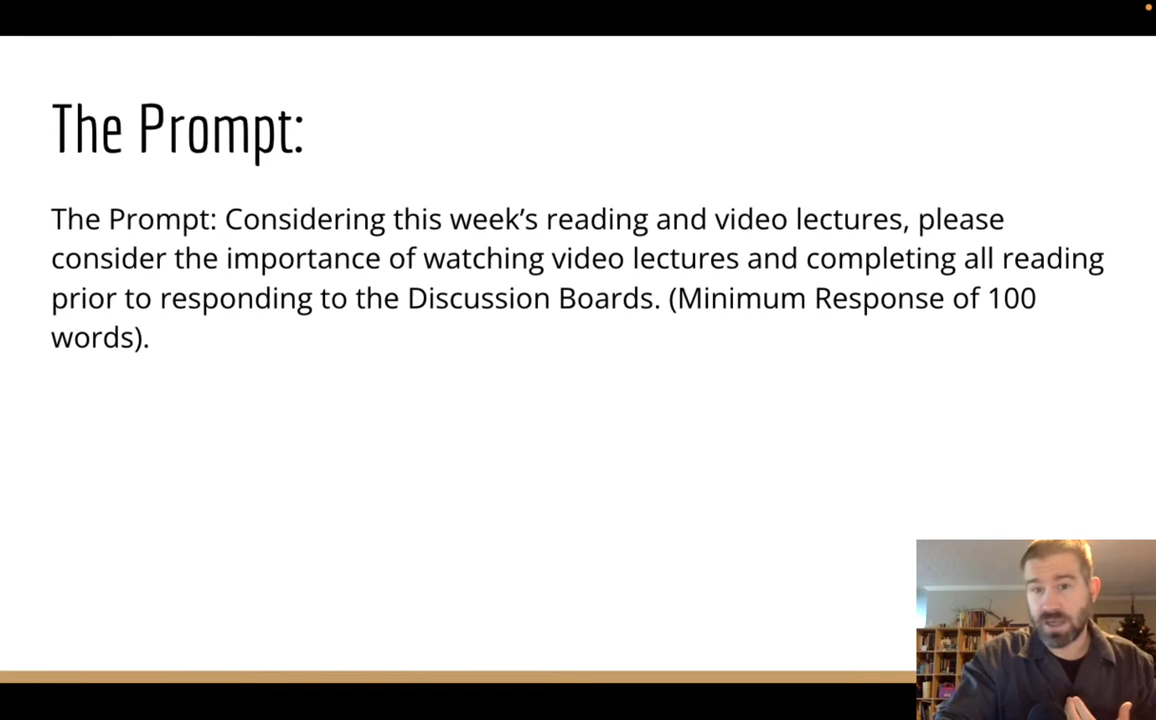 The Prompt:
The Prompt: Considering this week’s reading and video lectures, please
consider the importance of watching video lectures and completing all reading
prior to responding to the Discussion Boards. (Minimum Response of 100
words).